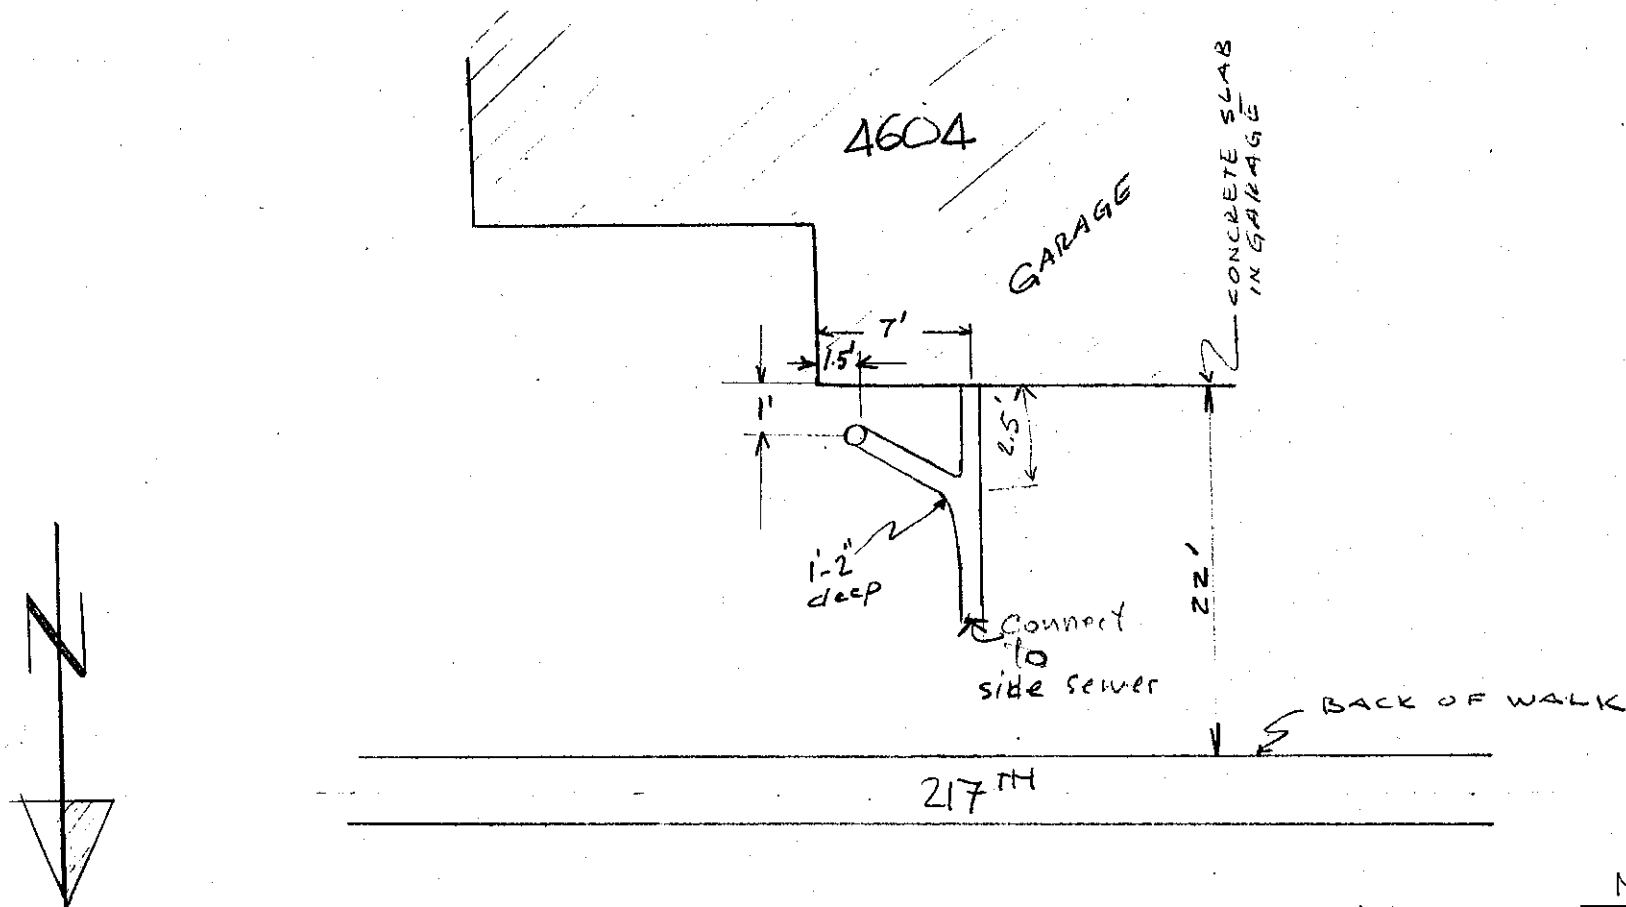 4604
CONCRETE SLAB
IN GARAGE
GARAGE
7'
1.5'
1'
2.5'
1'-2"
deep
22'
Connect
to
side sewer
BACK OF WALK
217TH
N